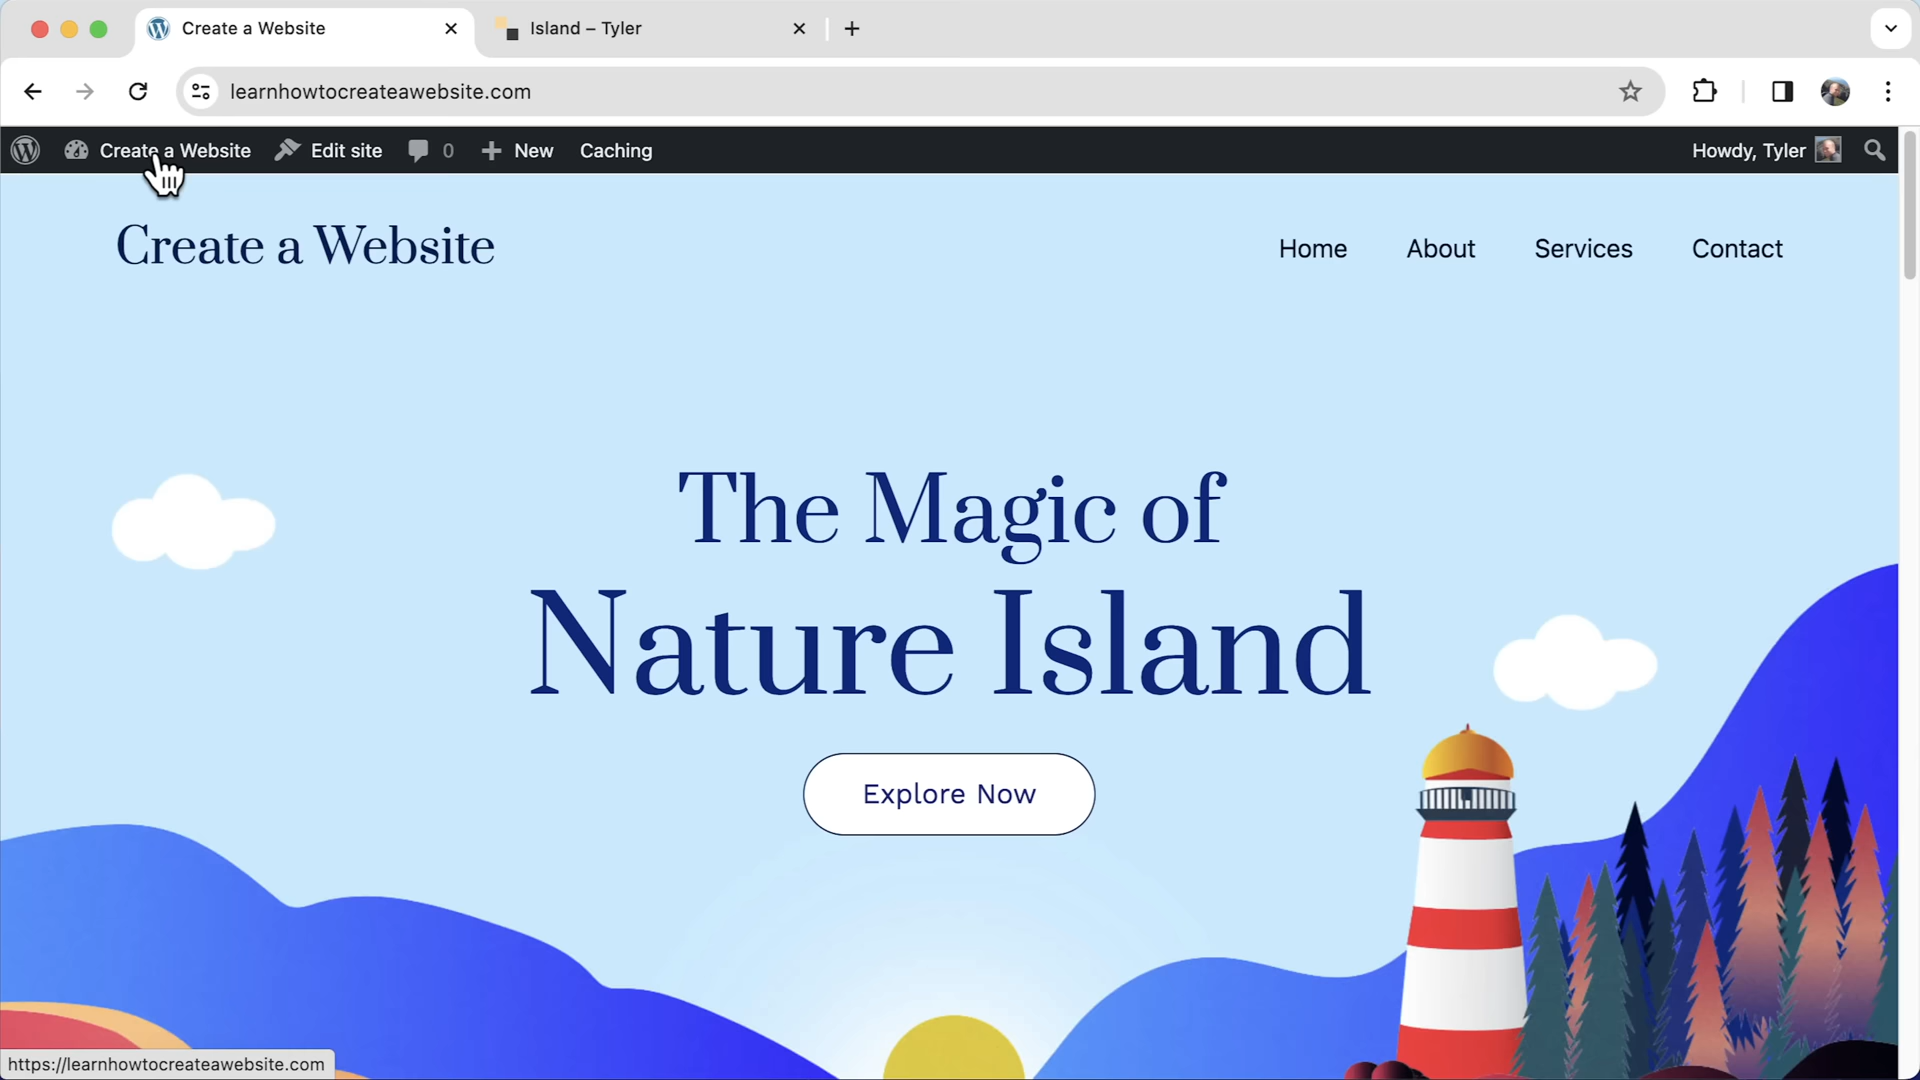 Create a Website
Island – Tyler
learnhowtocreateawebsite.com
Create a Website Edit site 0 New Caching Howdy, Tyler
Create a Website
Home About Services Contact
The Magic of
Nature Island
Explore Now
https://learnhowtocreateawebsite.com